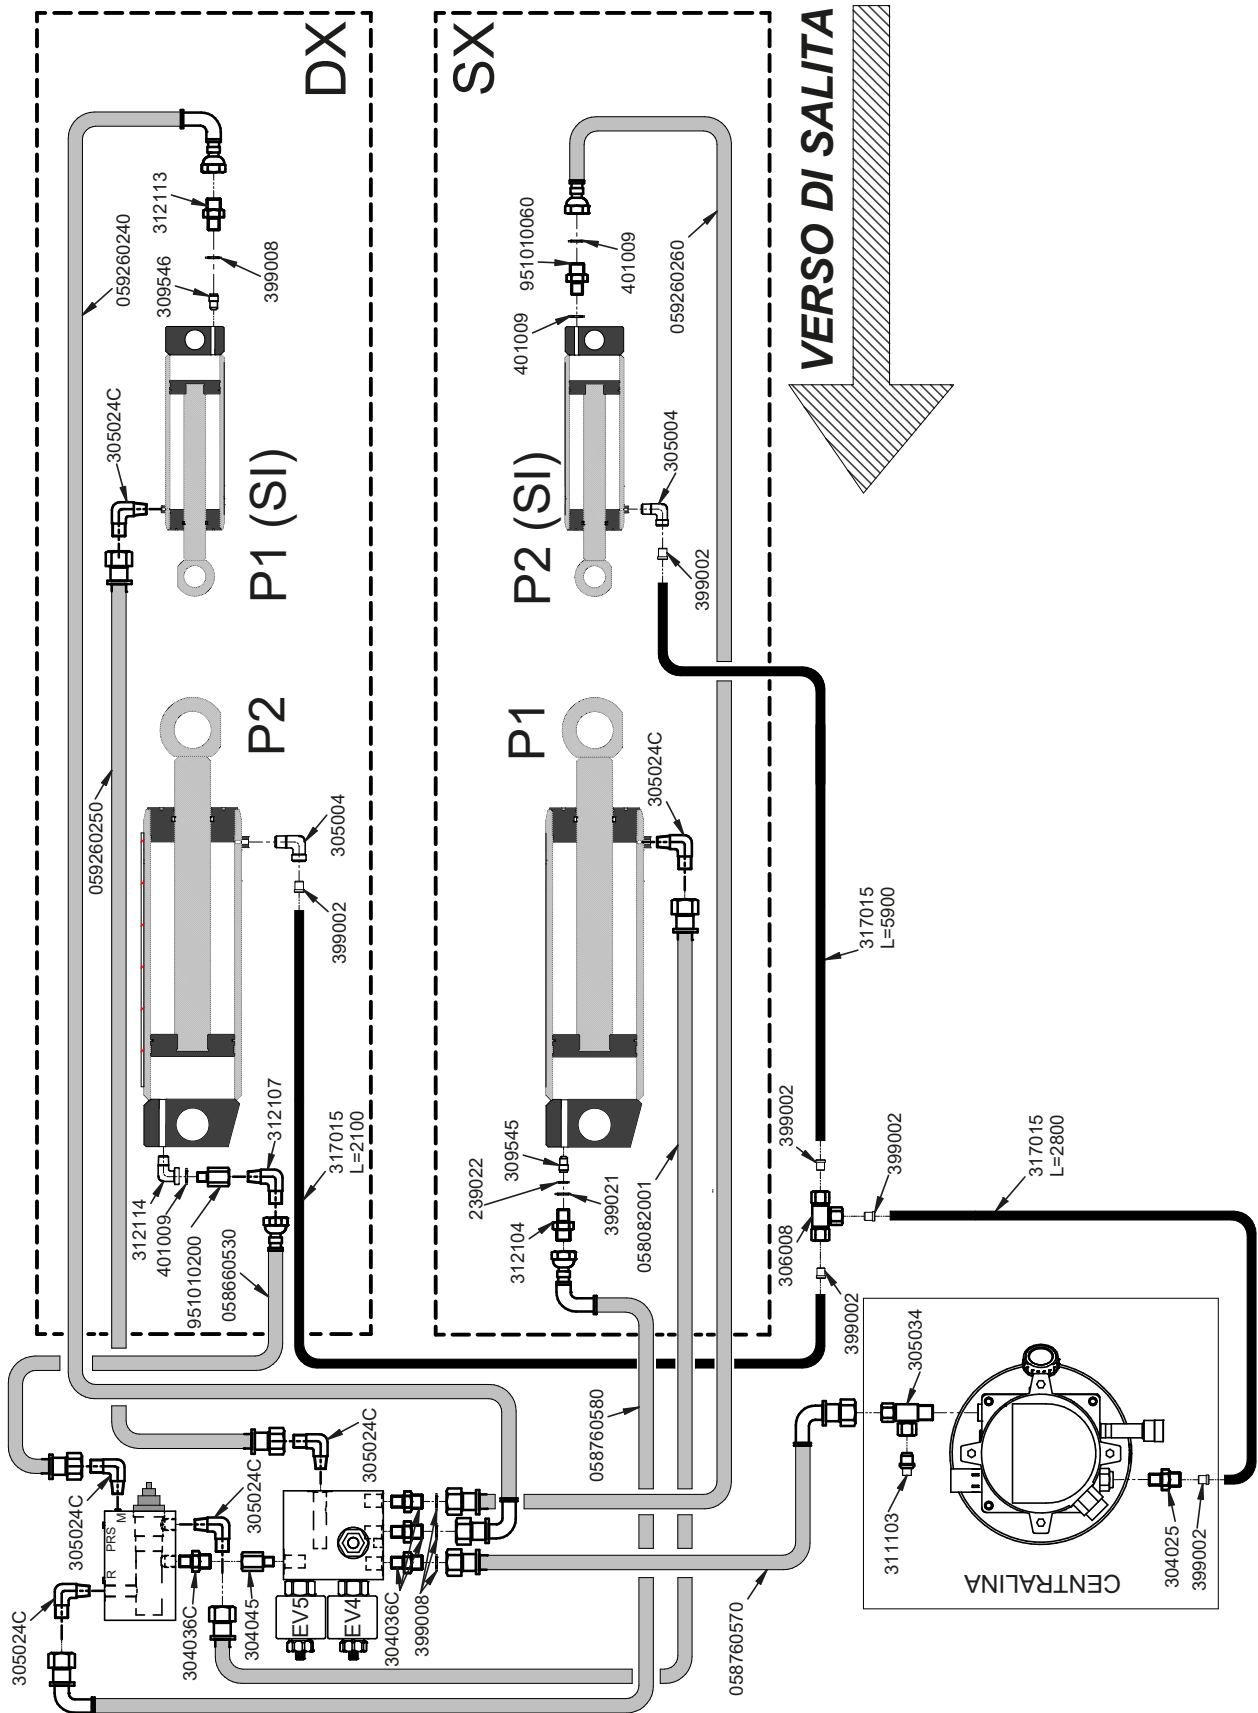 DX
SX
VERSO DI SALITA
059260240
312113
309546
399008
305024C
P1 (SI)
951010060
401009
401009
059260260
P2 (SI)
305004
399002
059260250
P2
305004
399002
P1
305024C
317015
L=5900
312107
317015
L=2100
312114
401009
951010200
058660530
239022
309545
312104
399021
058082001
399002
399002
306008
399002
317015
L=2800
305034
311103
304025
399002
CENTRALINA
058760580
058760570
305024C
305024C
305024C
305024C
R
PRS
M
304036C
304045
EV5
EV4
304036C
399008